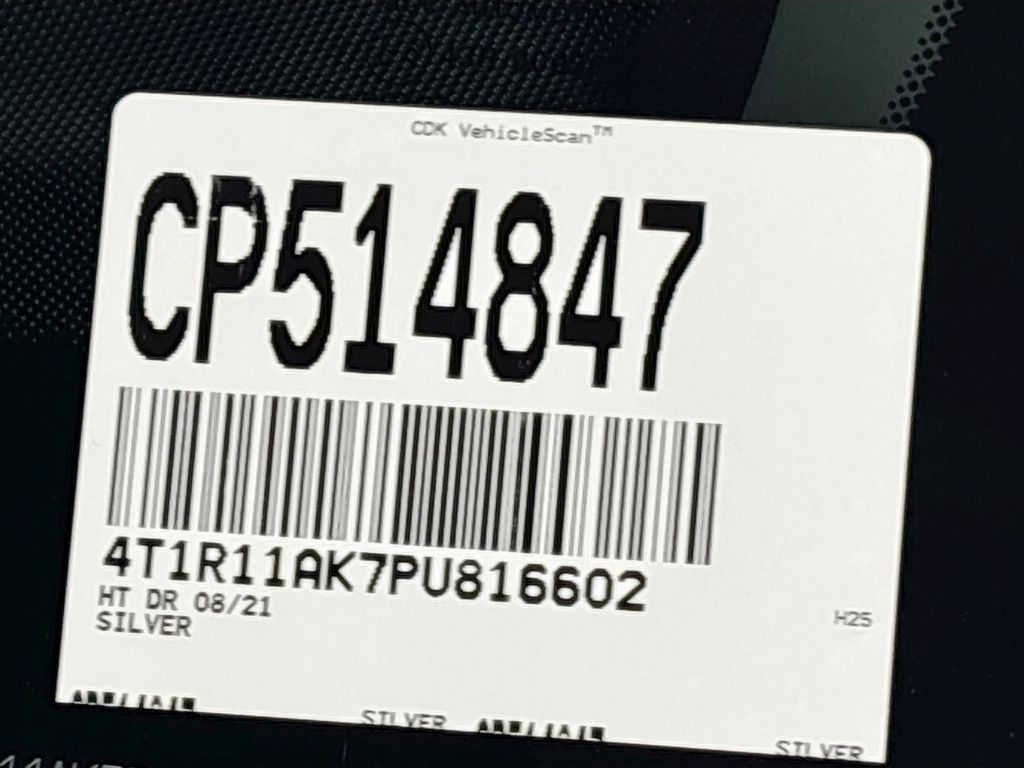 CDK VehicleScan™
CP514847
4T1R11AK7PU816602
HT DR 08/21
SILVER
H25
SILVER
SILVER